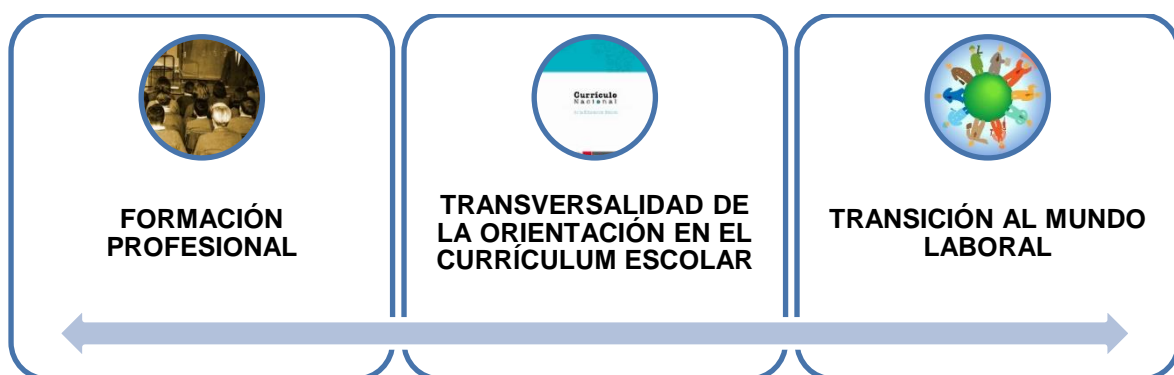 FORMACIÓN
PROFESIONAL
Currículo
Nacional
TRANSVERSALIDAD DE
LA ORIENTACIÓN EN EL
CURRÍCULUM ESCOLAR
TRANSICIÓN AL MUNDO
LABORAL